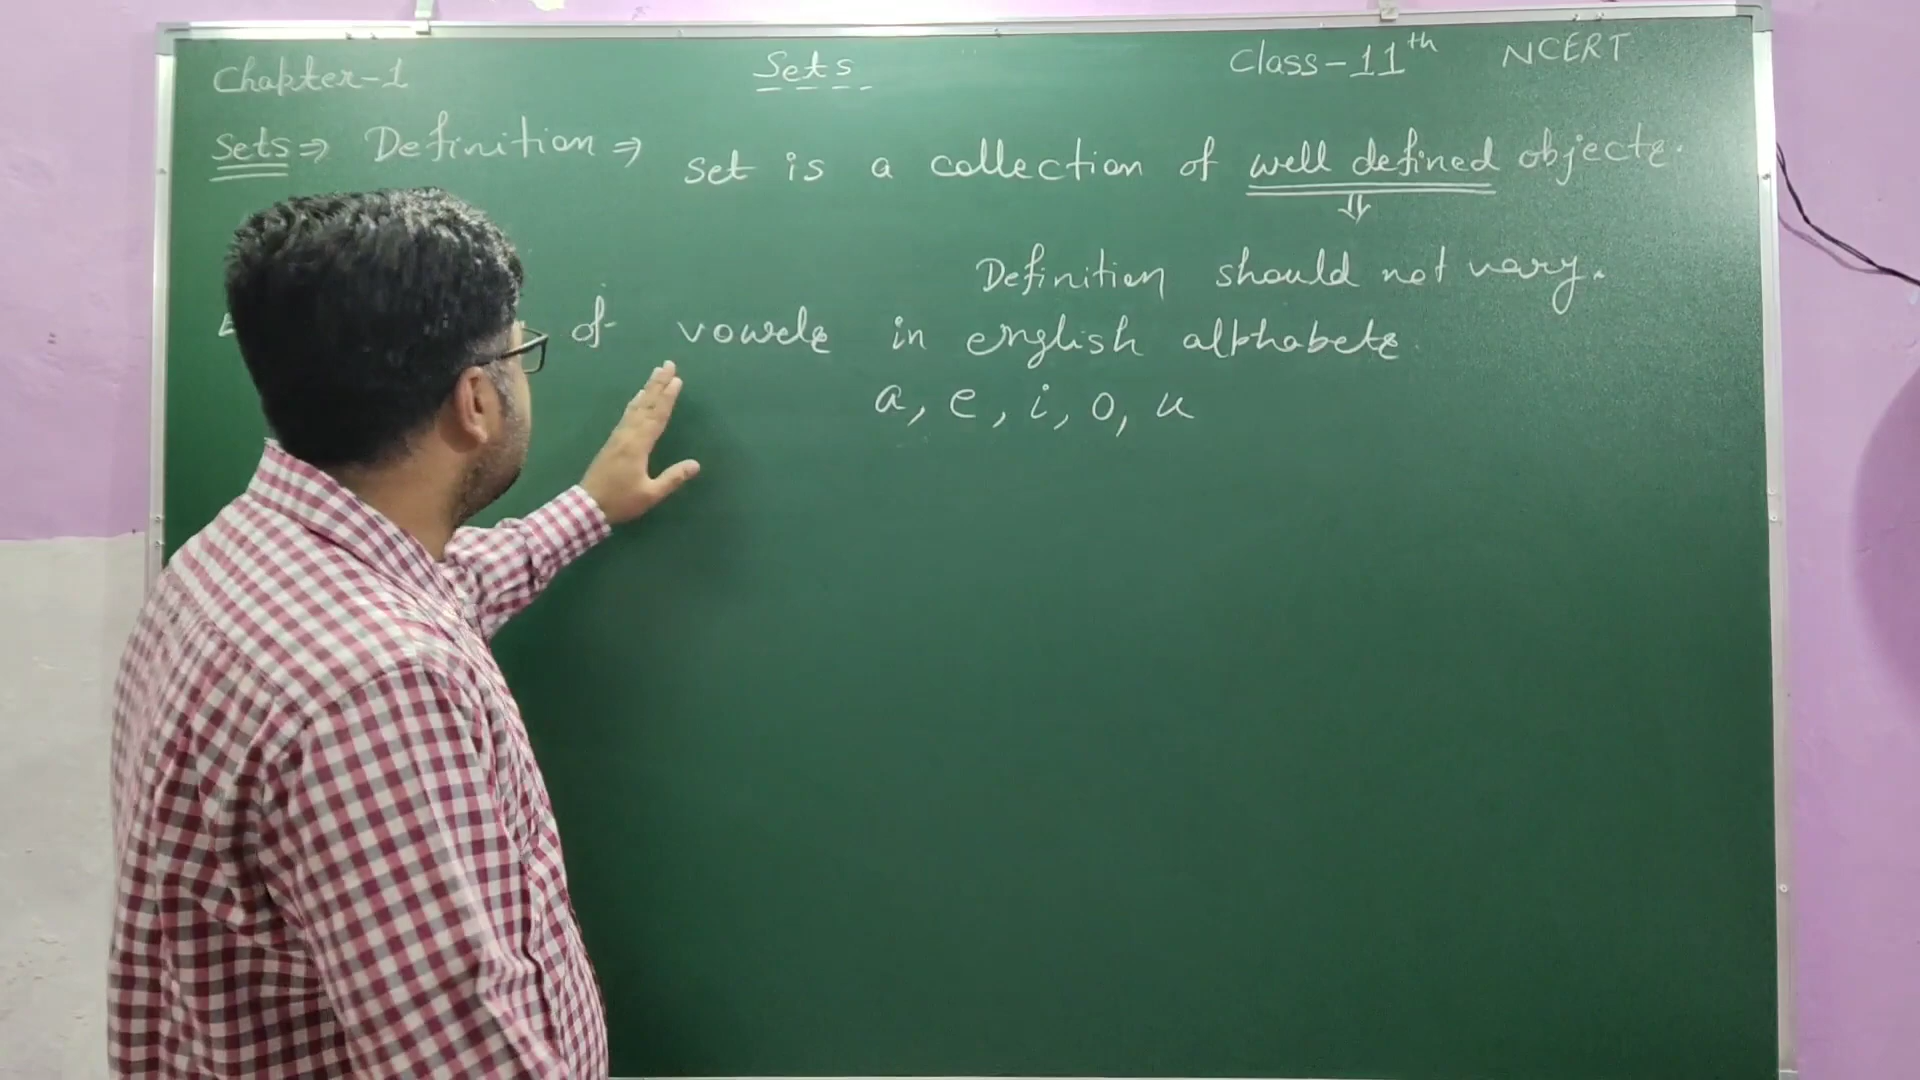 Chapter-1 Sets Class-11th NCERT
Sets ⇒ Definition ⇒ set is a collection of well defined objects.
⇓
Definition should not vary.
of vowels in english alphabets
a, e, i, o, u